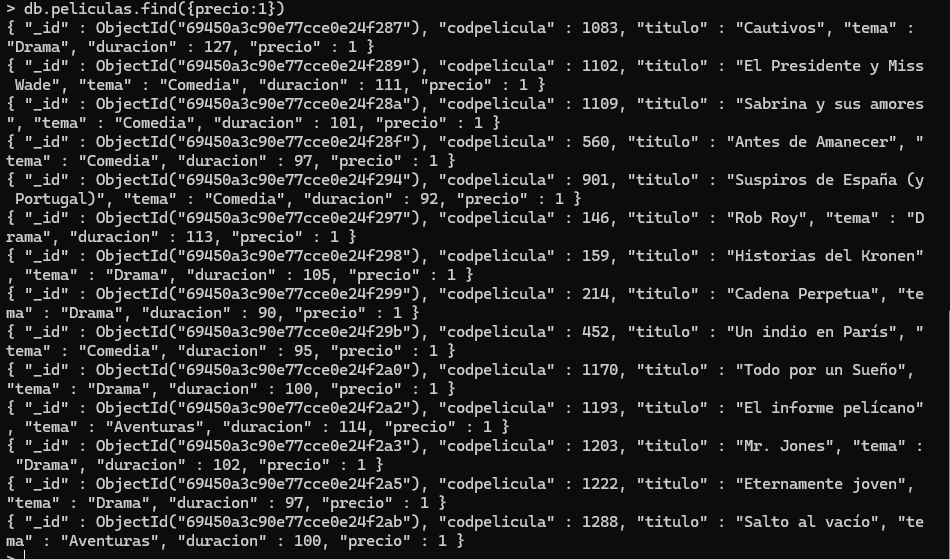 > db.peliculas.find({precio:1})
{ "_id" : ObjectId("69450a3c90e77cce0e24f287"), "codpelicula" : 1083, "titulo" : "Cautivos", "tema" :
"Drama", "duracion" : 127, "precio" : 1 }
{ "_id" : ObjectId("69450a3c90e77cce0e24f289"), "codpelicula" : 1102, "titulo" : "El Presidente y Miss
 Wade", "tema" : "Comedia", "duracion" : 111, "precio" : 1 }
{ "_id" : ObjectId("69450a3c90e77cce0e24f28a"), "codpelicula" : 1109, "titulo" : "Sabrina y sus amores
", "tema" : "Comedia", "duracion" : 101, "precio" : 1 }
{ "_id" : ObjectId("69450a3c90e77cce0e24f28f"), "codpelicula" : 560, "titulo" : "Antes de Amanecer", "
tema" : "Comedia", "duracion" : 97, "precio" : 1 }
{ "_id" : ObjectId("69450a3c90e77cce0e24f294"), "codpelicula" : 901, "titulo" : "Suspiros de España (y
 Portugal)", "tema" : "Comedia", "duracion" : 92, "precio" : 1 }
{ "_id" : ObjectId("69450a3c90e77cce0e24f297"), "codpelicula" : 146, "titulo" : "Rob Roy", "tema" : "D
rama", "duracion" : 113, "precio" : 1 }
{ "_id" : ObjectId("69450a3c90e77cce0e24f298"), "codpelicula" : 159, "titulo" : "Historias del Kronen"
, "tema" : "Drama", "duracion" : 105, "precio" : 1 }
{ "_id" : ObjectId("69450a3c90e77cce0e24f299"), "codpelicula" : 214, "titulo" : "Cadena Perpetua", "te
ma" : "Drama", "duracion" : 90, "precio" : 1 }
{ "_id" : ObjectId("69450a3c90e77cce0e24f29b"), "codpelicula" : 452, "titulo" : "Un indio en París", "
tema" : "Comedia", "duracion" : 95, "precio" : 1 }
{ "_id" : ObjectId("69450a3c90e77cce0e24f2a0"), "codpelicula" : 1170, "titulo" : "Todo por un Sueño",
"tema" : "Drama", "duracion" : 100, "precio" : 1 }
{ "_id" : ObjectId("69450a3c90e77cce0e24f2a2"), "codpelicula" : 1193, "titulo" : "El informe pelícano"
, "tema" : "Aventuras", "duracion" : 114, "precio" : 1 }
{ "_id" : ObjectId("69450a3c90e77cce0e24f2a3"), "codpelicula" : 1203, "titulo" : "Mr. Jones", "tema" :
 "Drama", "duracion" : 102, "precio" : 1 }
{ "_id" : ObjectId("69450a3c90e77cce0e24f2a5"), "codpelicula" : 1222, "titulo" : "Eternamente joven",
"tema" : "Drama", "duracion" : 97, "precio" : 1 }
{ "_id" : ObjectId("69450a3c90e77cce0e24f2ab"), "codpelicula" : 1288, "titulo" : "Salto al vacío", "te
ma" : "Aventuras", "duracion" : 100, "precio" : 1 }
>